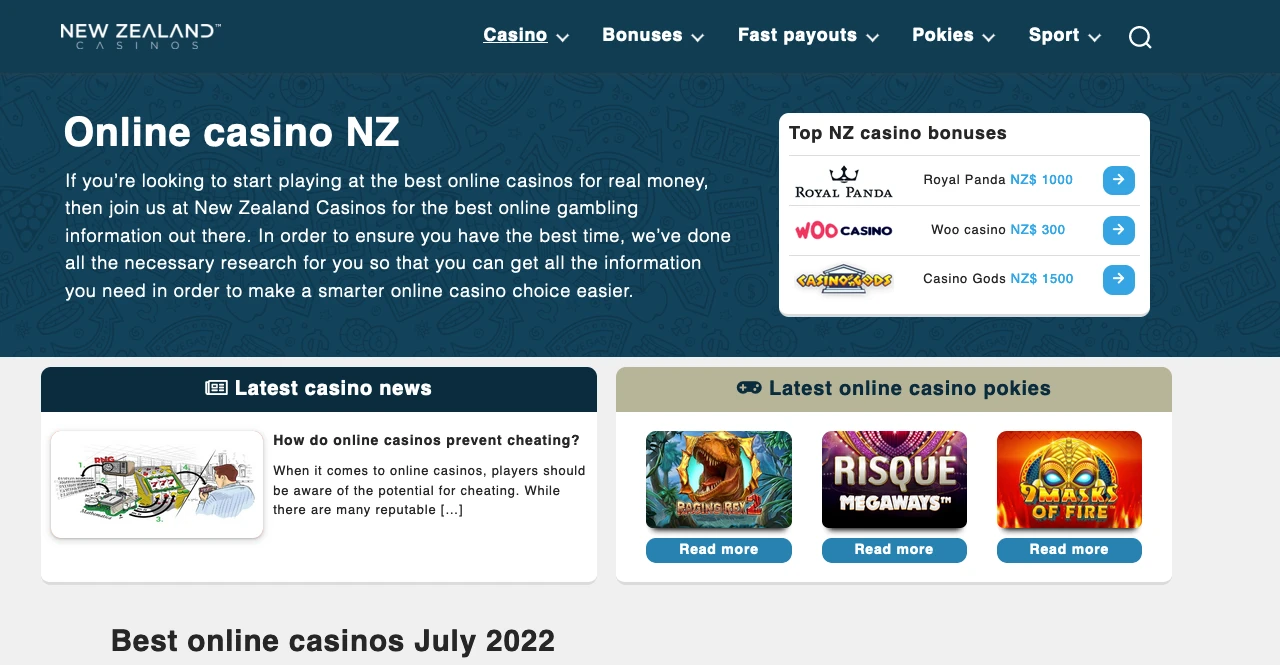 NEW ZEALAND™
CASINOS
Casino
Bonuses
Fast payouts
Pokies
Sport
Online casino NZ
If you're looking to start playing at the best online casinos for real money,
then join us at New Zealand Casinos for the best online gambling
information out there. In order to ensure you have the best time, we've done
all the necessary research for you so that you can get all the information
you need in order to make a smarter online casino choice easier.
Top NZ casino bonuses
ROYAL PANDA
Royal Panda NZ$ 1000
WOO CASINO
Woo casino NZ$ 300
CASINO GODS
Casino Gods NZ$ 1500
Latest casino news
RNG
777
Mathematics
3.
How do online casinos prevent cheating?
When it comes to online casinos, players should
be aware of the potential for cheating. While
there are many reputable [...]
Latest online casino pokies
RAGING REX 2
Read more
RISQUÉ
MEGAWAYS™
Read more
9 MASKS
OF FIRE™
Read more
Best online casinos July 2022